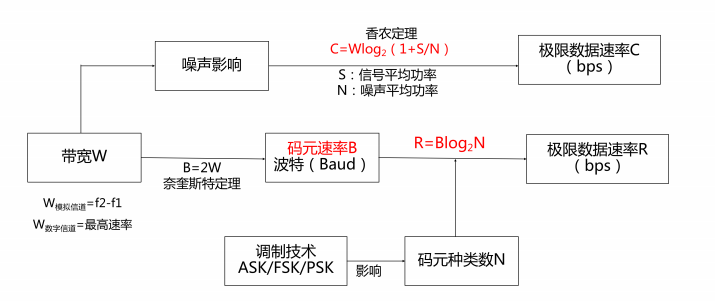 香农定理
C=Wlog₂（1+S/N）
噪声影响
极限数据速率C
（bps）
S：信号平均功率
N：噪声平均功率
带宽W
码元速率B
波特（Baud）
R=Blog₂N
极限数据速率R
（bps）
B=2W
奈奎斯特定理
W模拟信道=f2-f1
W数字信道=最高速率
调制技术
ASK/FSK/PSK
影响
码元种类数N